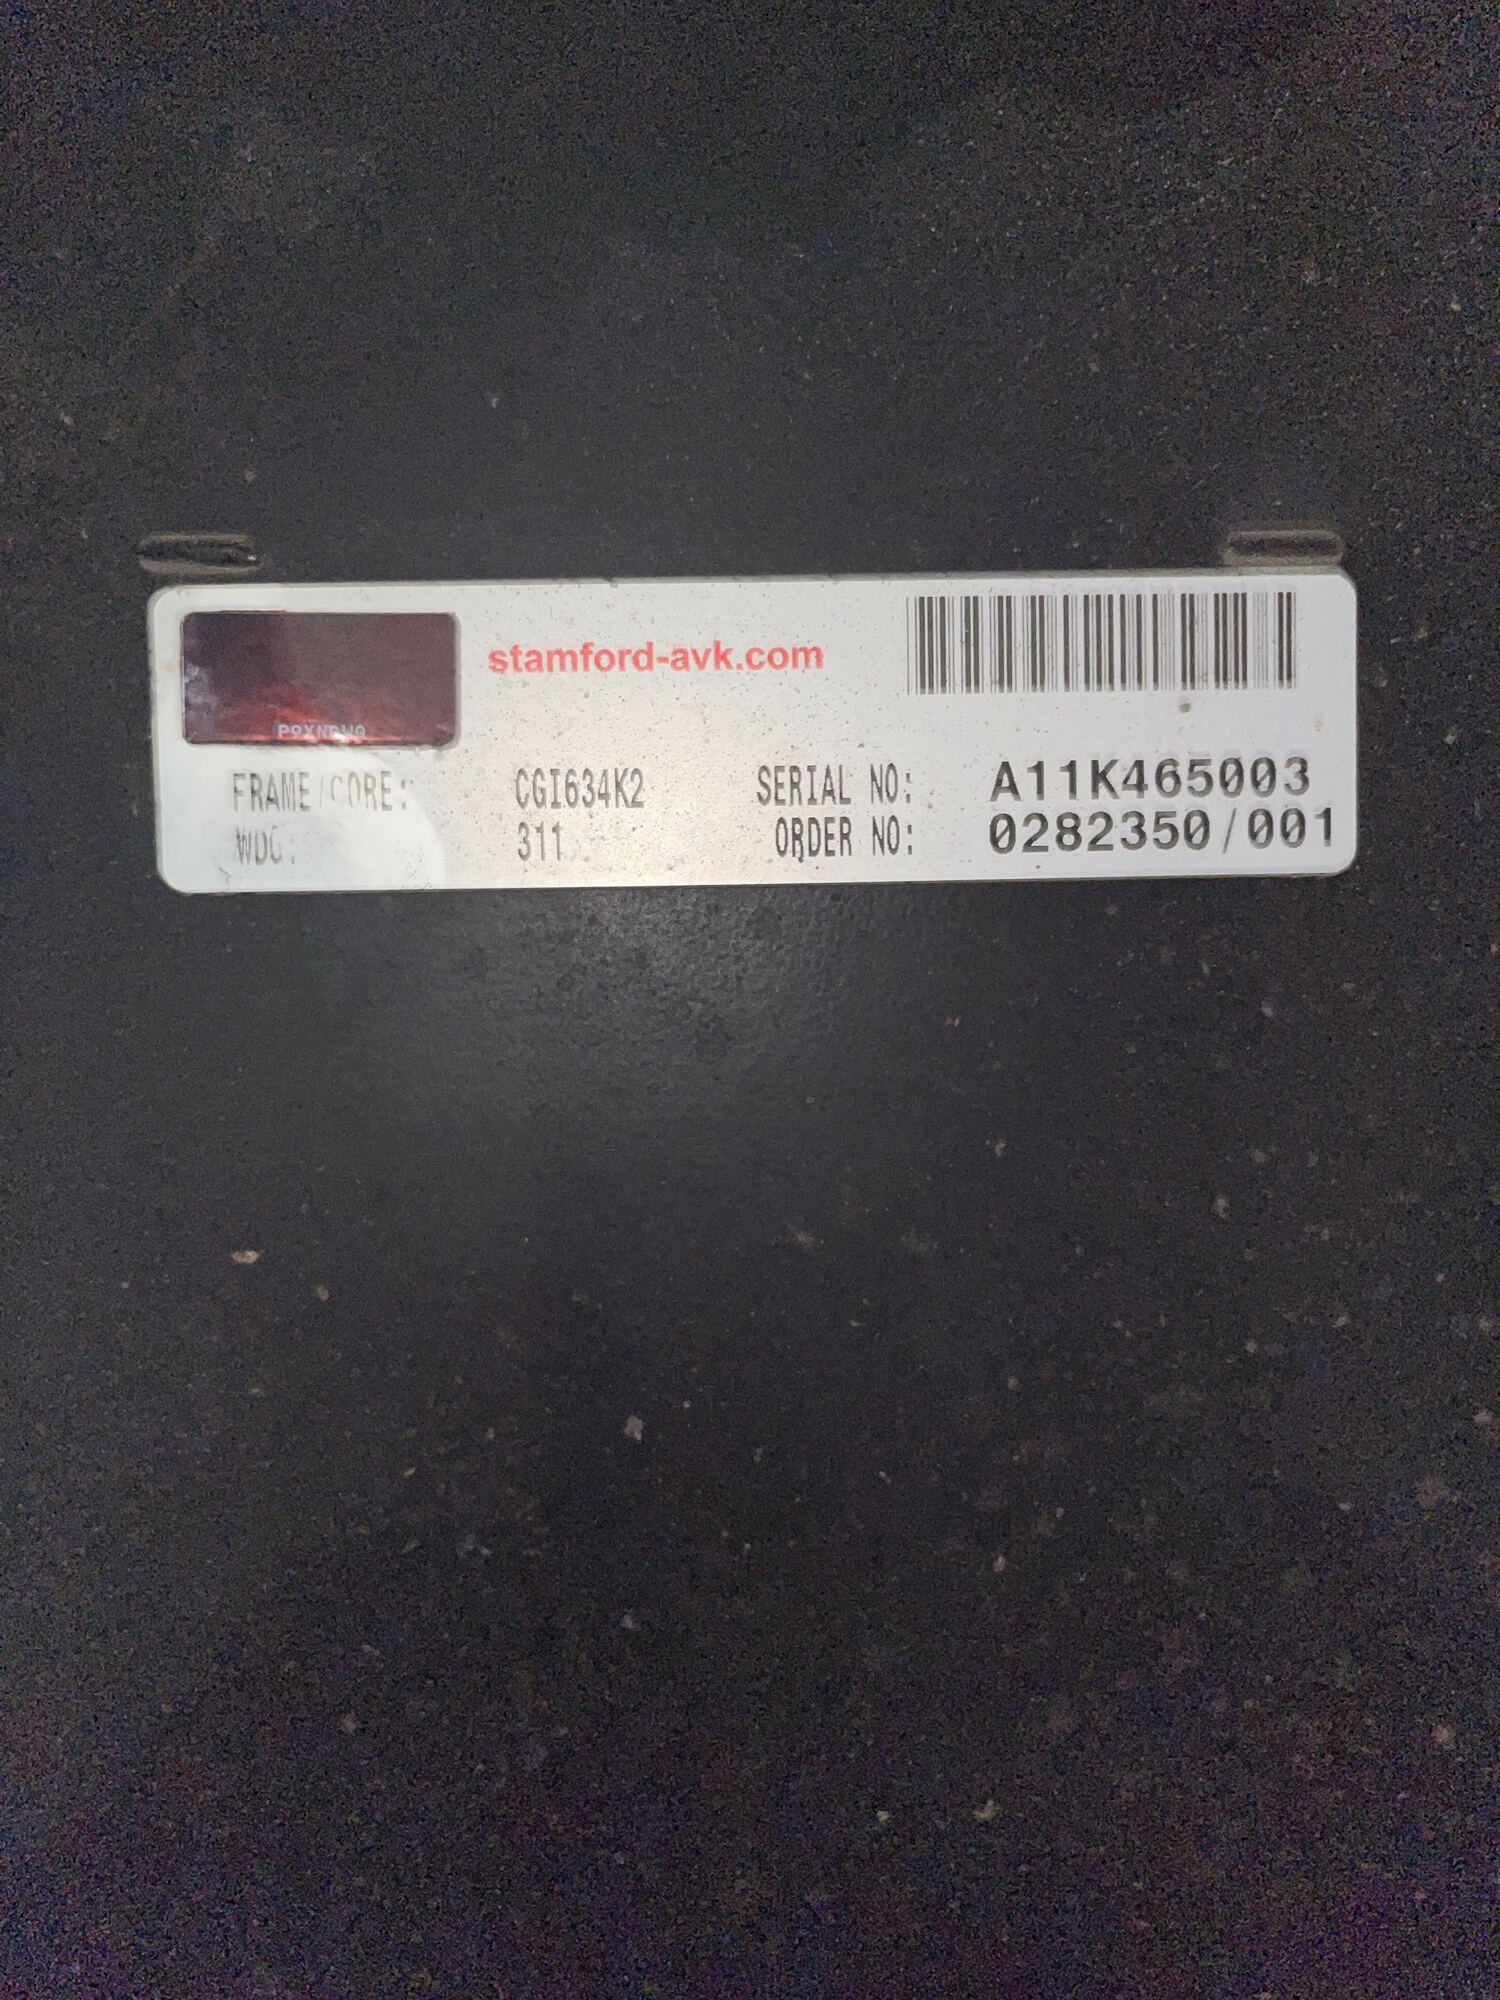 stamford-avk.com
FRAME/CORE: CGI634K2 SERIAL NO: A11K465003
WDG: 311 ORDER NO: 0282350/001